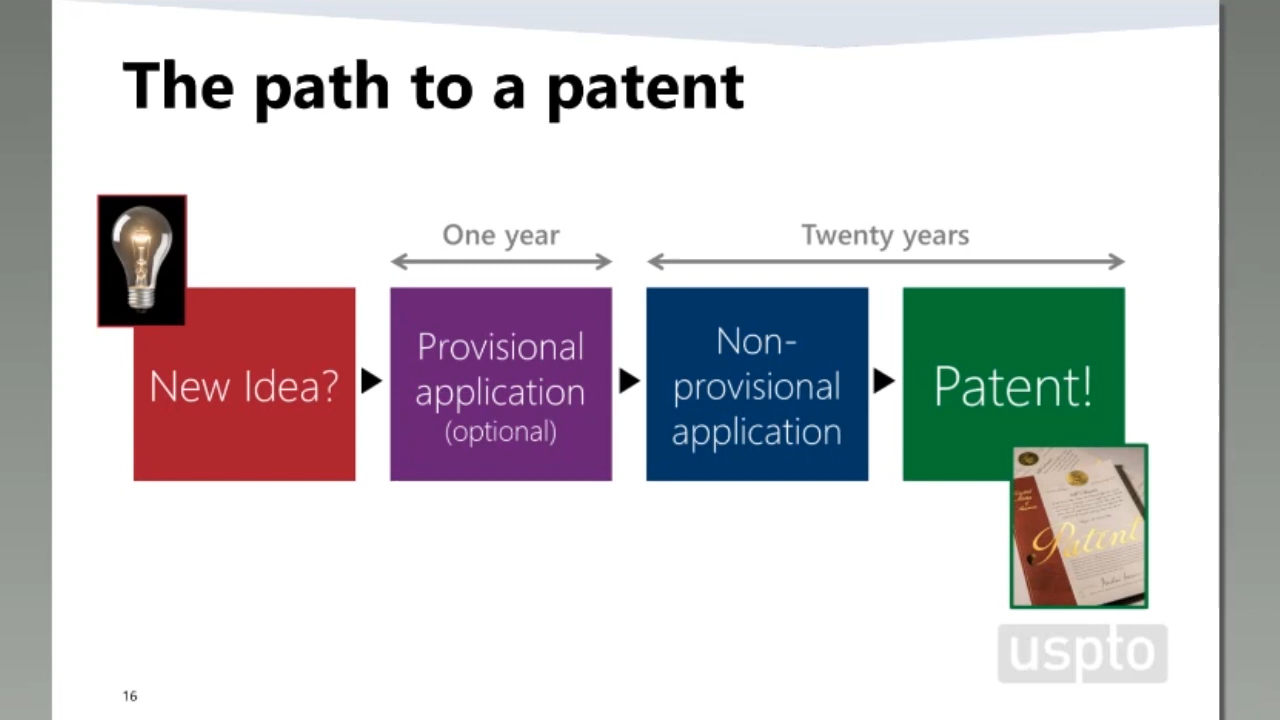 The path to a patent
One year
Twenty years
New Idea?
Provisional
application
(optional)
Non-
provisional
application
Patent!
Patent
uspto
16